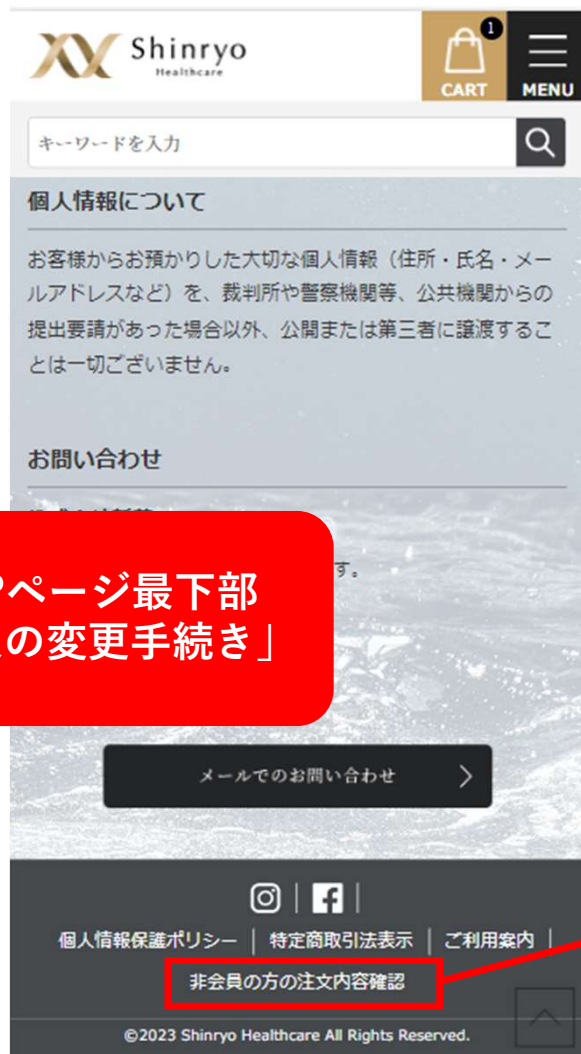 Shinryo
Healthcare
1
CART
MENU
キーワードを入力
個人情報について
お客様からお預かりした大切な個人情報（住所・氏名・メー
ルアドレスなど）を、裁判所や警察機関等、公共機関からの
提出要請があった場合以外、公開または第三者に譲渡するこ
とは一切ございません。
お問い合わせ
す。
ページ最下部
の変更手続き」
メールでのお問い合わせ
個人情報保護ポリシー | 特定商取引法表示 | ご利用案内 |
非会員の方の注文内容確認
©2023 Shinryo Healthcare All Rights Reserved.